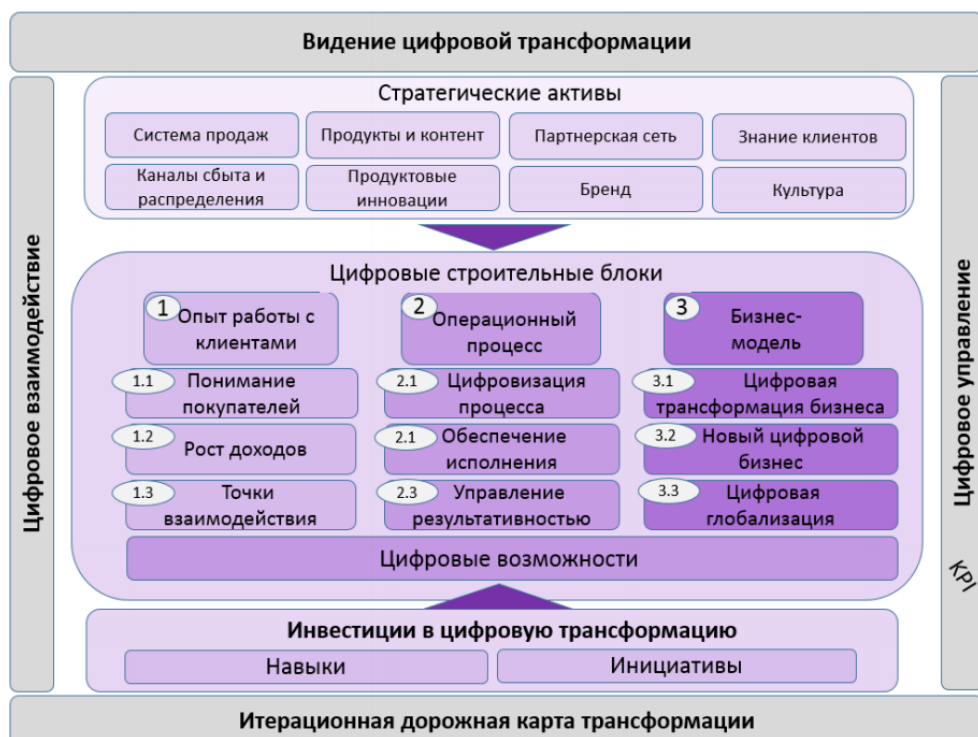 Видение цифровой трансформации
Цифровое взаимодействие
Стратегические активы
Система продаж
Продукты и контент
Партнерская сеть
Знание клиентов
Каналы сбыта и
распределения
Продуктовые
инновации
Бренд
Культура
Цифровые строительные блоки
1
Опыт работы с
клиентами
2
Операционный
процесс
3
Бизнес-
модель
1.1
Понимание
покупателей
2.1
Цифровизация
процесса
3.1
Цифровая
трансформация бизнеса
1.2
Рост доходов
2.1
Обеспечение
исполнения
3.2
Новый цифровой
бизнес
1.3
Точки
взаимодействия
2.3
Управление
результативностью
3.3
Цифровая
глобализация
Цифровые возможности
Инвестиции в цифровую трансформацию
Навыки
Инициативы
Цифровое управление
KPI
Итерационная дорожная карта трансформации